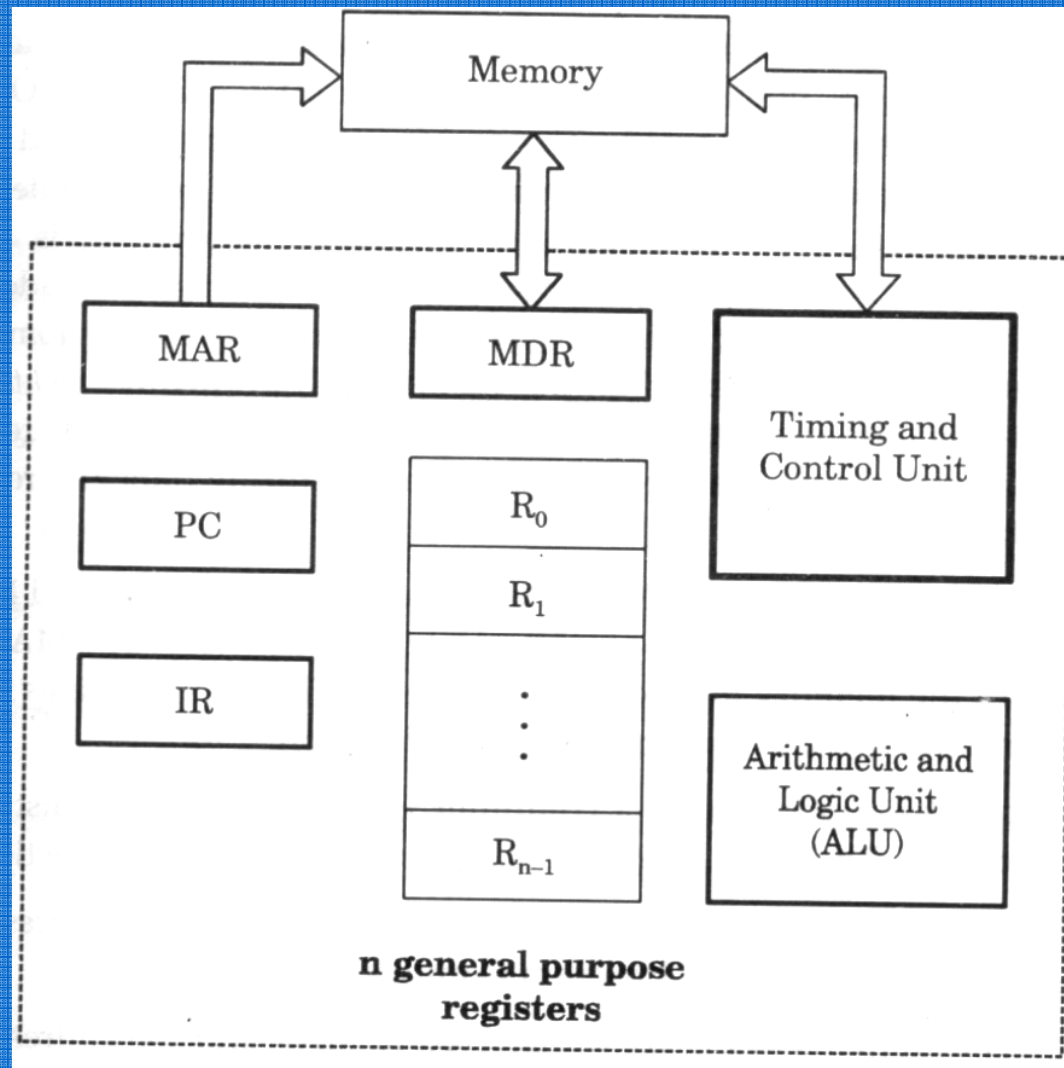 Memory
MAR
MDR
Timing and
Control Unit
PC
R₀
R₁
IR
Arithmetic and
Logic Unit
(ALU)
Rₙ₋₁
n general purpose
registers